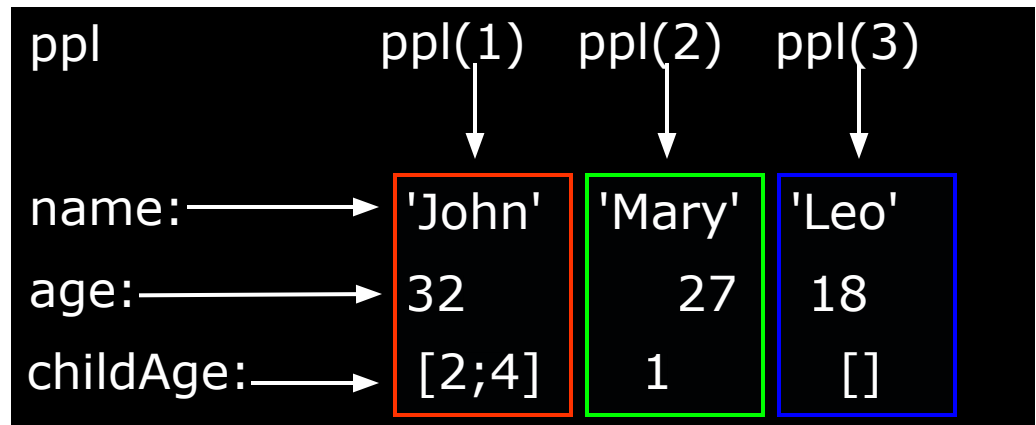 ppl ppl(1) ppl(2) ppl(3)
name: 'John' 'Mary' 'Leo'
age: 32 27 18
childAge: [2;4] 1 []